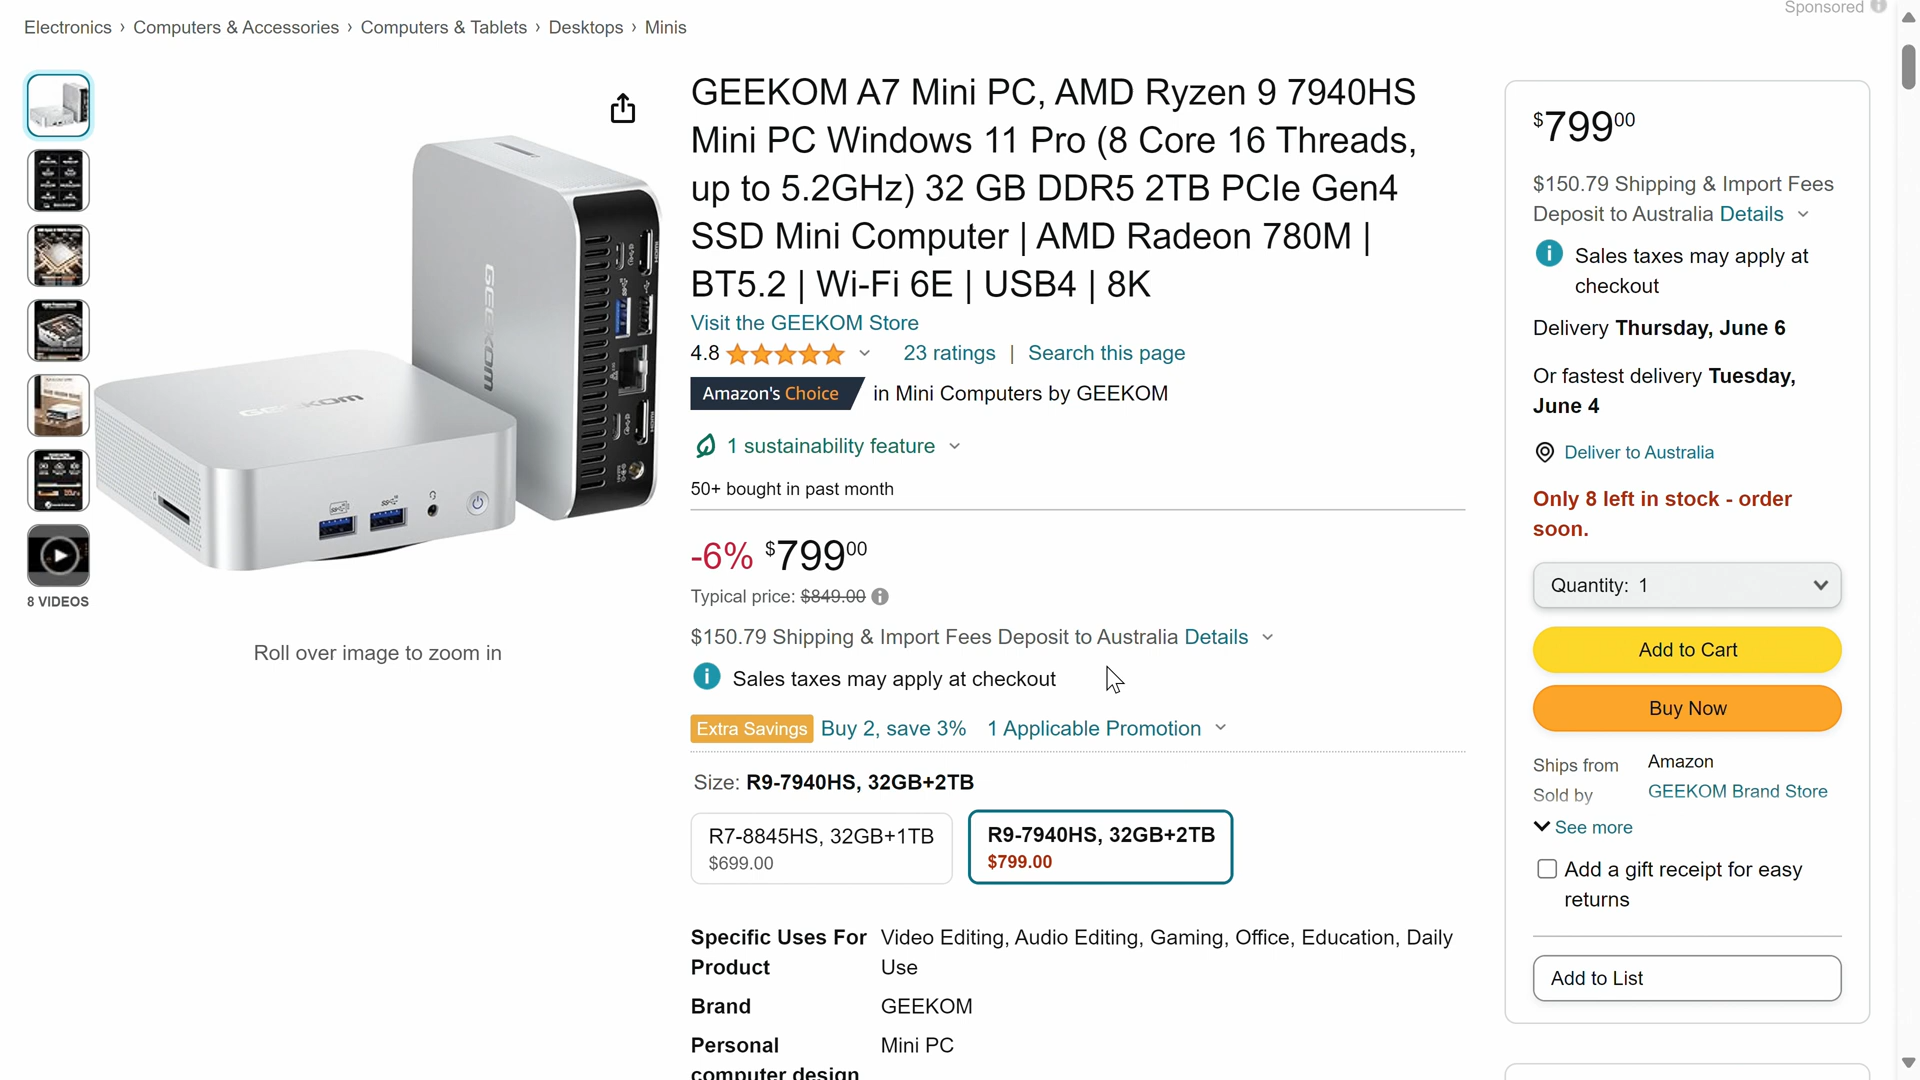 Sponsored
Electronics › Computers & Accessories › Computers & Tablets › Desktops › Minis
GEEKOM
GEEKOM
8 VIDEOS
Roll over image to zoom in
GEEKOM A7 Mini PC, AMD Ryzen 9 7940HS
Mini PC Windows 11 Pro (8 Core 16 Threads,
up to 5.2GHz) 32 GB DDR5 2TB PCIe Gen4
SSD Mini Computer | AMD Radeon 780M |
BT5.2 | Wi-Fi 6E | USB4 | 8K
Visit the GEEKOM Store
4.8 23 ratings | Search this page
Amazon's Choice in Mini Computers by GEEKOM
1 sustainability feature
50+ bought in past month
-6% $799.00
Typical price: $849.00
$150.79 Shipping & Import Fees Deposit to Australia Details
Sales taxes may apply at checkout
Extra Savings Buy 2, save 3% 1 Applicable Promotion
Size: R9-7940HS, 32GB+2TB
R7-8845HS, 32GB+1TB
$699.00
R9-7940HS, 32GB+2TB
$799.00
Specific Uses For Product
Video Editing, Audio Editing, Gaming, Office, Education, Daily
Use
Brand GEEKOM
Personal
computer design
Mini PC
$799.00
$150.79 Shipping & Import Fees
Deposit to Australia Details
Sales taxes may apply at
checkout
Delivery Thursday, June 6
Or fastest delivery Tuesday,
June 4
Deliver to Australia
Only 8 left in stock - order
soon.
Quantity: 1
Add to Cart
Buy Now
Ships from Amazon
Sold by GEEKOM Brand Store
See more
Add a gift receipt for easy
returns
Add to List